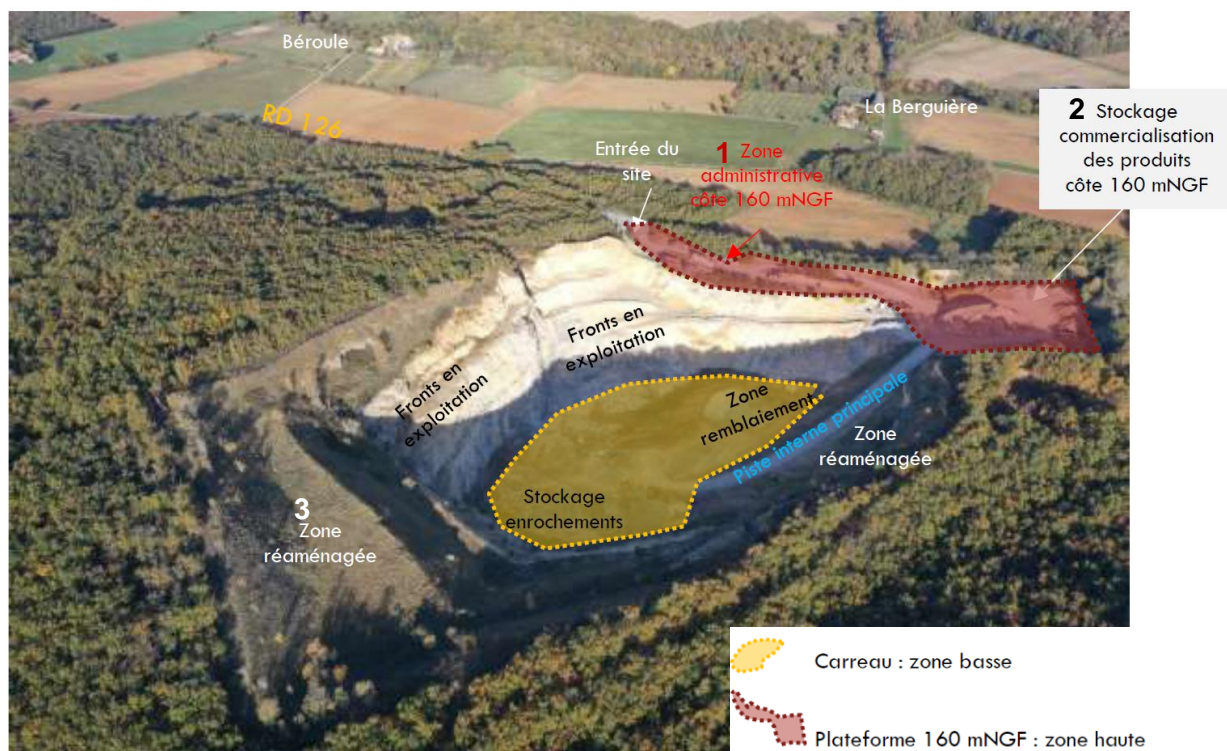 Béroule
RD 126
La Berguière
2 Stockage
commercialisation
des produits
côte 160 mNGF
Entrée du
site
1 Zone
administrative
côte 160 mNGF
Fronts en
exploitation
Fronts en
exploitation
Zone
remblaiement
Piste interne principale
Zone
réaménagée
Stockage
enrochements
3
Zone
réaménagée
Carreau : zone basse
Plateforme 160 mNGF : zone haute